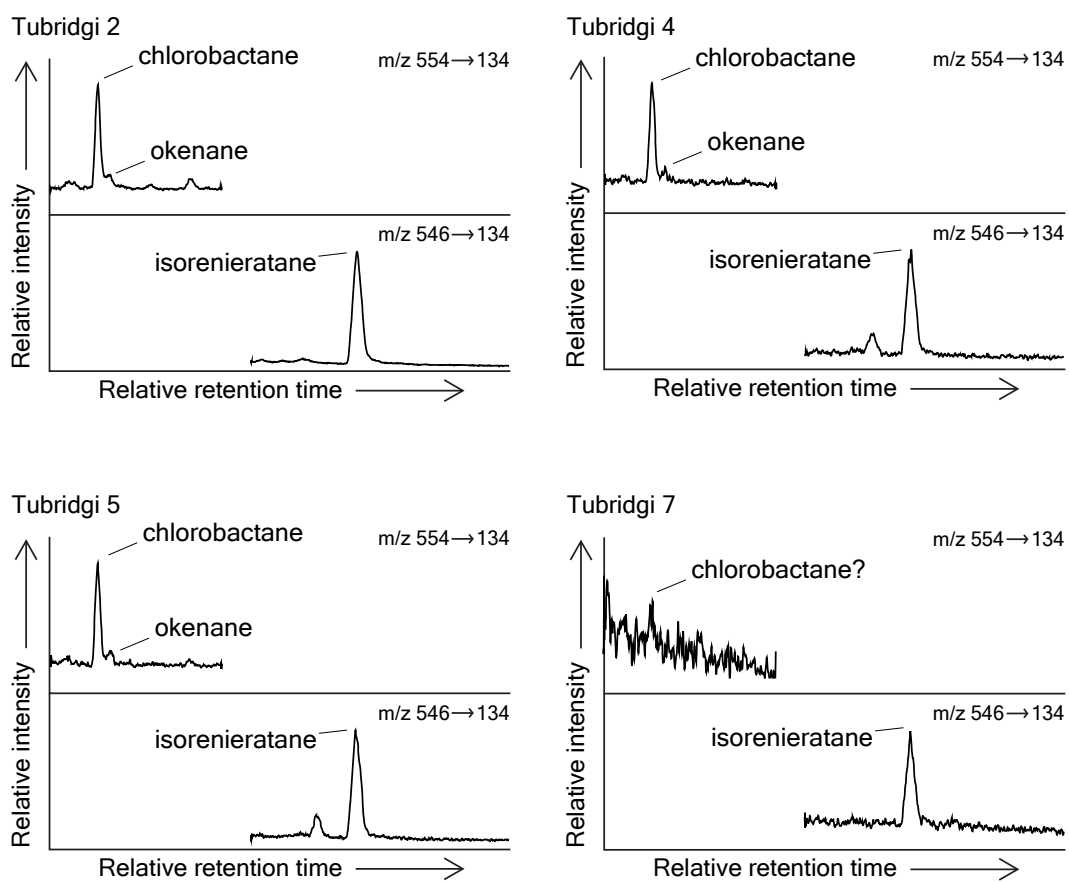 Tubridgi 2
chlorobactane
m/z 554→134
okenane
Relative intensity
m/z 546→134
isorenieratane
Relative retention time
Tubridgi 4
chlorobactane
m/z 554→134
okenane
Relative intensity
m/z 546→134
isorenieratane
Relative retention time
Tubridgi 5
chlorobactane
m/z 554→134
okenane
Relative intensity
m/z 546→134
isorenieratane
Relative retention time
Tubridgi 7
m/z 554→134
chlorobactane?
Relative intensity
m/z 546→134
isorenieratane
Relative retention time